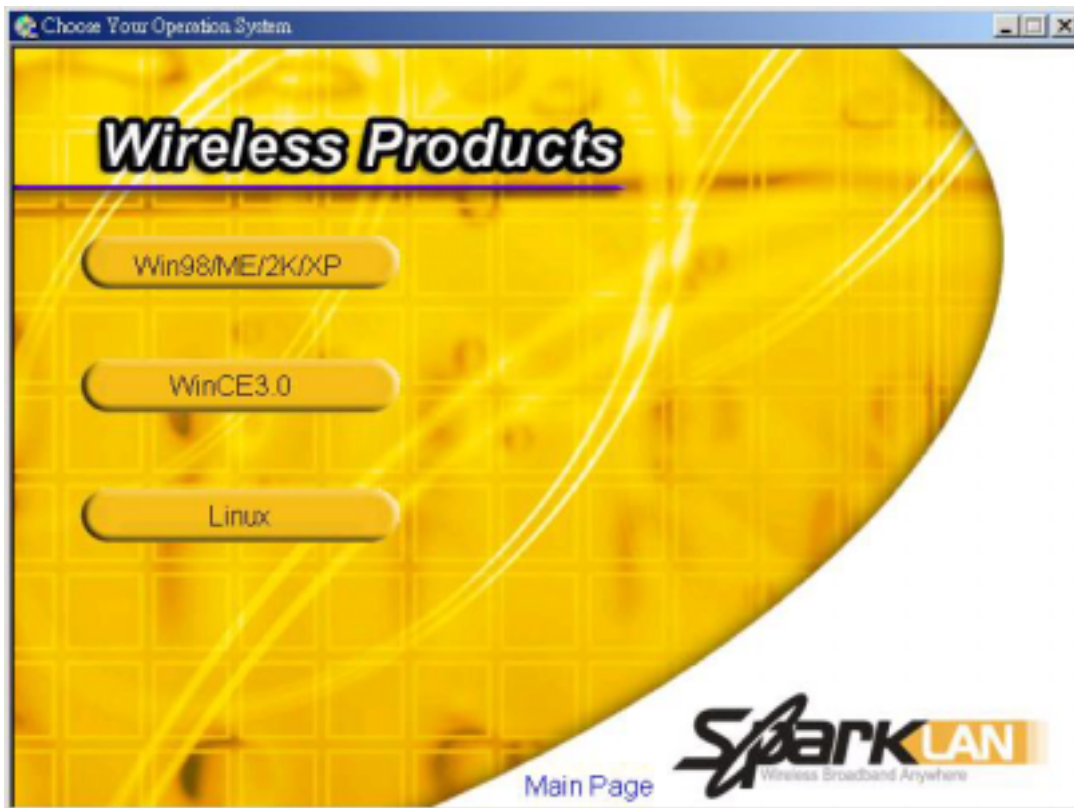 Choose Your Operation System
Wireless Products
Win98/ME/2K/XP
WinCE3.0
Linux
Main Page
SparkLAN
Wireless Broadband Anywhere